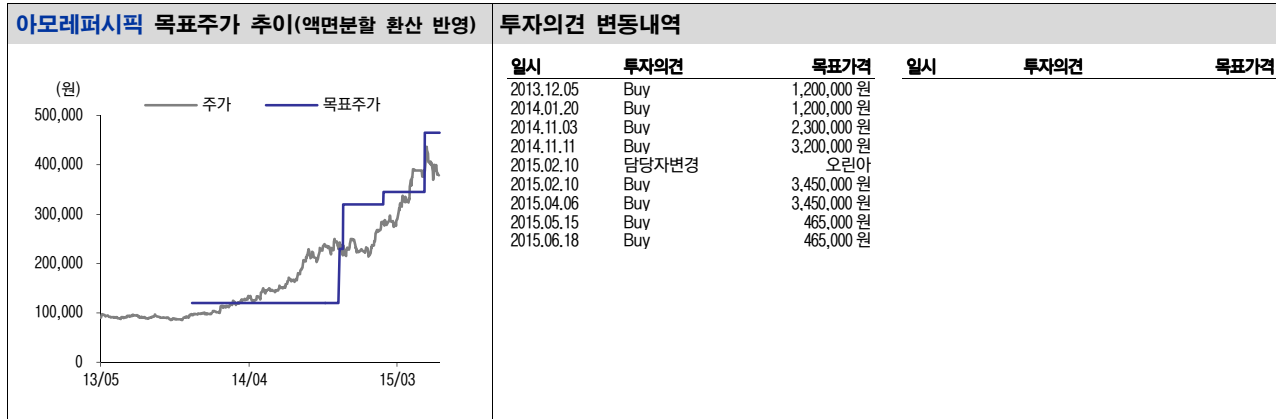 아모레퍼시픽 목표주가 추이(액면분할 환산 반영)
(원)
주가 목표주가
500,000
400,000
300,000
200,000
100,000
0
13/05 14/04 15/03
투자의견 변동내역
일시 투자의견 목표가격 일시 투자의견 목표가격
2013.12.05 Buy 1,200,000 원
2014.01.20 Buy 1,200,000 원
2014.11.03 Buy 2,300,000 원
2014.11.11 Buy 3,200,000 원
2015.02.10 담당자변경 오린아
2015.02.10 Buy 3,450,000 원
2015.04.06 Buy 3,450,000 원
2015.05.15 Buy 465,000 원
2015.06.18 Buy 465,000 원